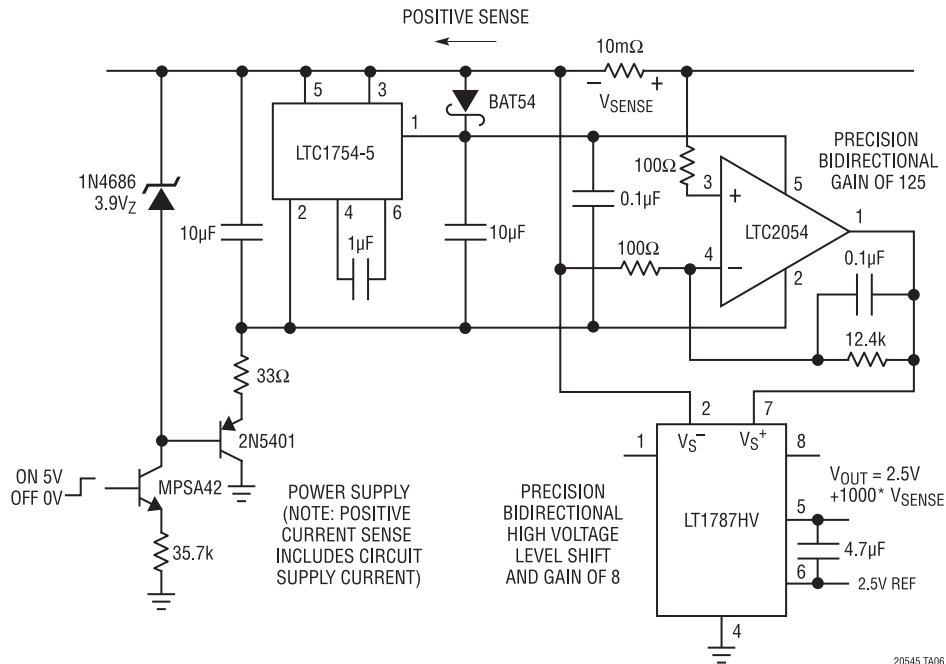 POSITIVE SENSE
10mΩ
− +
VSENSE
5
3
LTC1754-5
1
2
4
6
1µF
BAT54
10µF
10µF
0.1µF
100Ω
100Ω
3
+
4
−
5
LTC2054
1
2
PRECISION
BIDIRECTIONAL
GAIN OF 125
0.1µF
12.4k
1N4686
3.9VZ
33Ω
2N5401
ON 5V
OFF 0V
MPSA42
35.7k
POWER SUPPLY
(NOTE: POSITIVE
CURRENT SENSE
INCLUDES CIRCUIT
SUPPLY CURRENT)
PRECISION
BIDIRECTIONAL
HIGH VOLTAGE
LEVEL SHIFT
AND GAIN OF 8
2
7
1
VS−
VS+
8
LT1787HV
5
6
4
VOUT = 2.5V
+1000* VSENSE
4.7µF
2.5V REF
20545 TA06